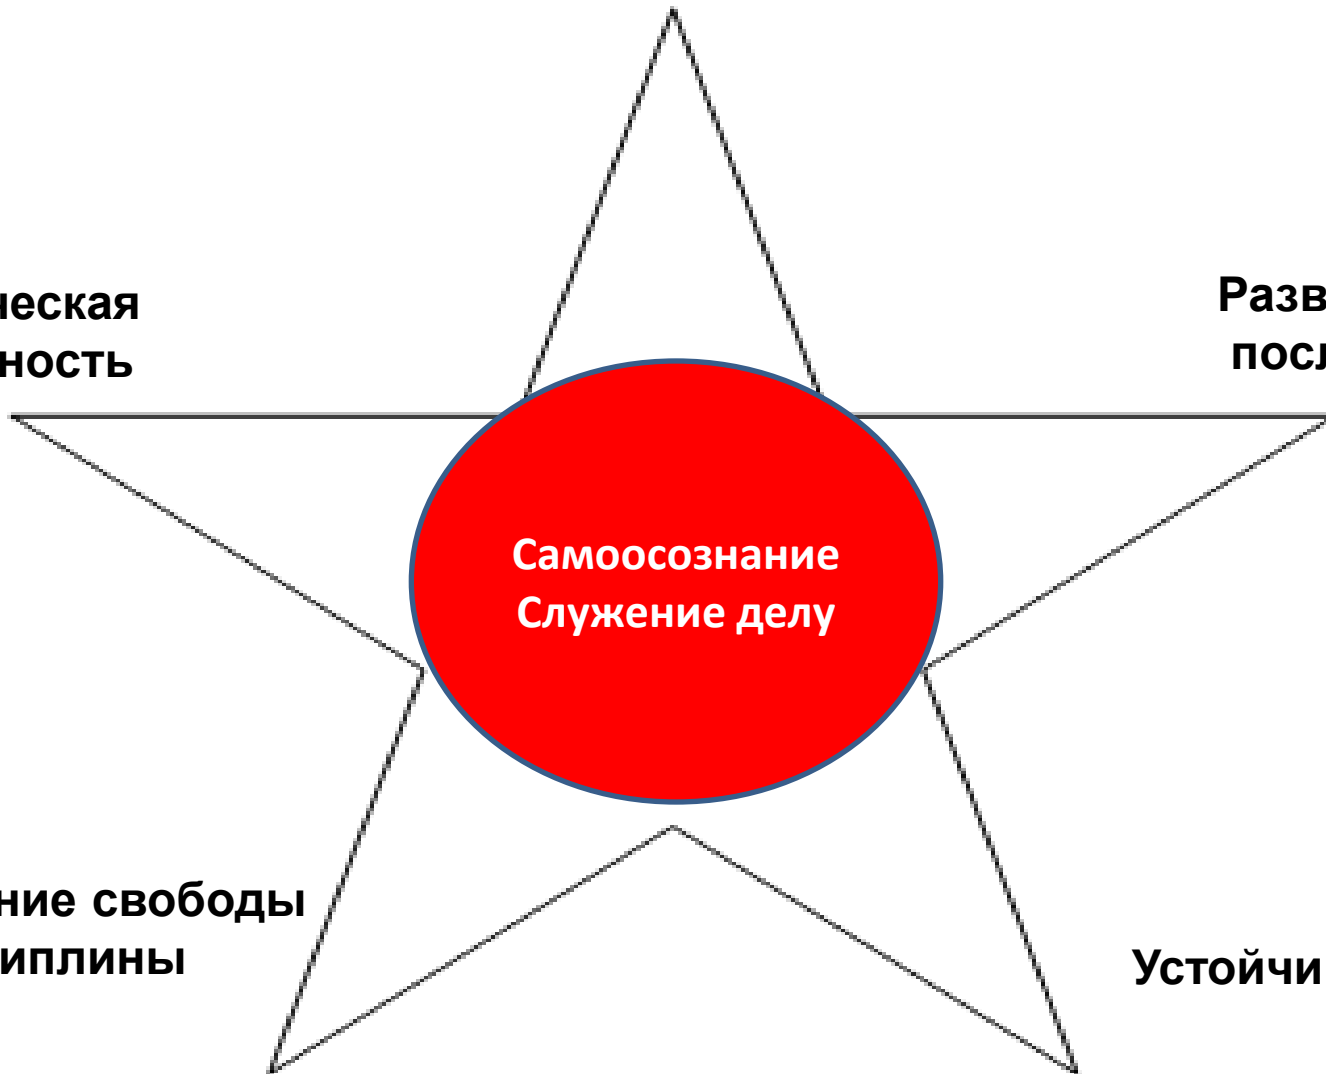 ческая
ность
Разв
посл
Самоосознание
Служение делу
ние свободы
иплины
Устойчи